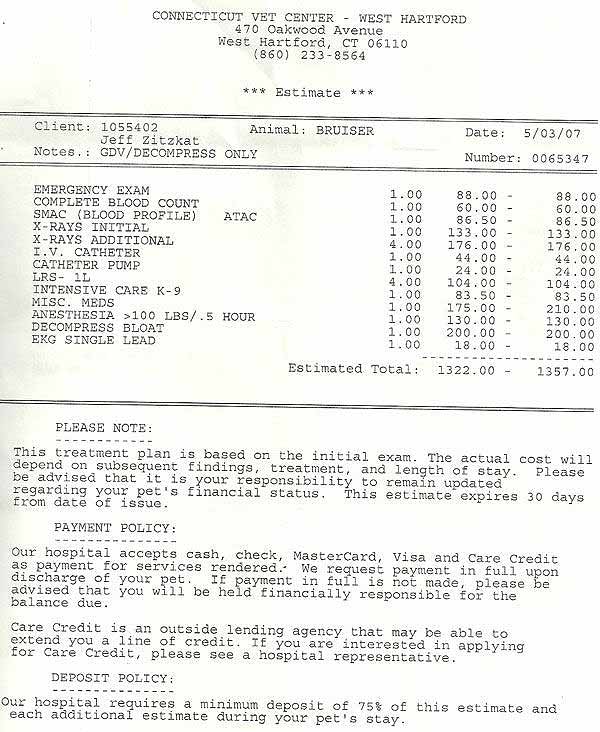 CONNECTICUT VET CENTER - WEST HARTFORD
470 Oakwood Avenue
West Hartford, CT 06110
(860) 233-8564
*** Estimate ***
Client: 1055402 Animal: BRUISER Date: 5/03/07
Jeff Zitzkat
Notes.: GDV/DECOMPRESS ONLY Number: 0065347
EMERGENCY EXAM 1.00 88.00 - 88.00
COMPLETE BLOOD COUNT 1.00 60.00 - 60.00
SMAC (BLOOD PROFILE) ATAC 1.00 86.50 - 86.50
X-RAYS INITIAL 1.00 133.00 - 133.00
X-RAYS ADDITIONAL 4.00 176.00 - 176.00
I.V. CATHETER 1.00 44.00 - 44.00
CATHETER PUMP 1.00 24.00 - 24.00
LRS- 1L 4.00 104.00 - 104.00
INTENSIVE CARE K-9 1.00 83.50 - 83.50
MISC. MEDS 1.00 175.00 - 210.00
ANESTHESIA >100 LBS/.5 HOUR 1.00 130.00 - 130.00
DECOMPRESS BLOAT 1.00 200.00 - 200.00
EKG SINGLE LEAD 1.00 18.00 - 18.00
Estimated Total: 1322.00 - 1357.00
PLEASE NOTE:
This treatment plan is based on the initial exam. The actual cost will
depend on subsequent findings, treatment, and length of stay. Please
be advised that it is your responsibility to remain updated
regarding your pet's financial status. This estimate expires 30 days
from date of issue.
PAYMENT POLICY:
Our hospital accepts cash, check, MasterCard, Visa and Care Credit
as payment for services rendered. We request payment in full upon
discharge of your pet. If payment in full is not made, please be
advised that you will be held financially responsible for the
balance due.
Care Credit is an outside lending agency that may be able to
extend you a line of credit. If you are interested in applying
for Care Credit, please see a hospital representative.
DEPOSIT POLICY:
Our hospital requires a minimum deposit of 75% of this estimate and
each additional estimate during your pet's stay.